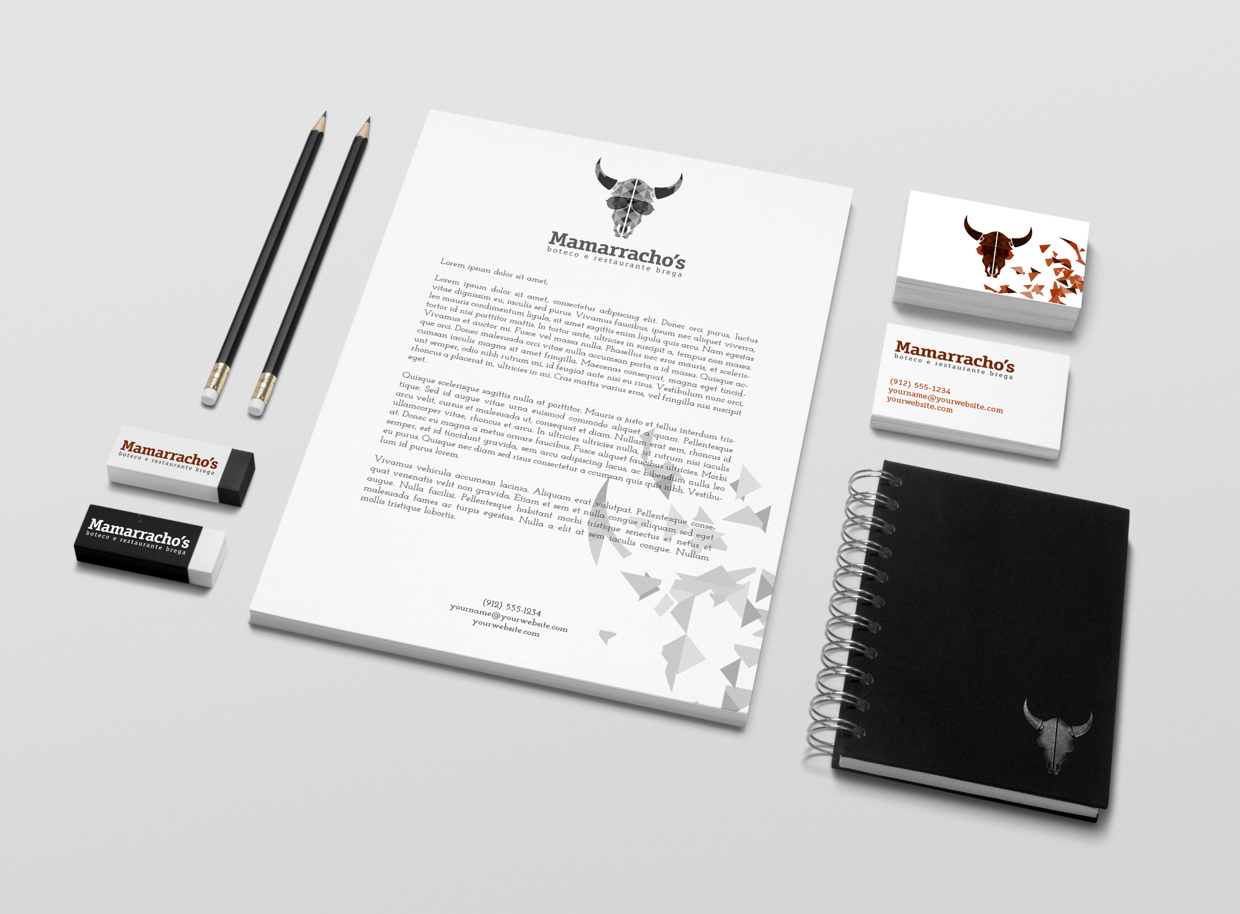 Mamarracho's
boteco e restaurante brega
Lorem ipsum dolor sit amet,
Lorem ipsum dolor sit amet, consectetur adipiscing elit. Donec orci purus, luctus
vitae dignissim eu, iaculis sed purus. Vivamus faucibus, ipsum nec aliquet viverra,
leo mauris condimentum ligula, sit amet sagittis enim ligula quis arcu. Nam egestas
tortor id nisi porttitor mattis. In tortor ante, ultricies in suscipit a, tempus non massa.
Vivamus et auctor mi. Fusce vel massa nulla. Phasellus nec eros mauris, et sceleris-
que orci. Donec malesuada orci vitae nulla accumsan porta a id massa. Quisque ac-
cumsan iaculis magna sit amet fringilla. Maecenas consequat, magna eget tincid-
unt semper, odio nibh rutrum mi, id feugiat ante nisi eu risus. Vestibulum nunc orci,
rhoncus a placerat in, ultricies in mi. Cras mattis varius eros, vel fringilla nisi suscipit
eget.
Quisque scelerisque sagittis nulla at porttitor. Mauris a justo et tellus interdum tris-
tique. Sed id augue vitae urna euismod commodo aliquet a quam. Pellentesque
arcu velit, cursus et malesuada ut, consequat et diam. Nullam erat sem, rhoncus id
ullamcorper vitae, rhoncus et arcu. In ultricies ultricies nulla, ut rutrum nisi iaculis
at. Donec eu magna a metus ornare faucibus. Fusce aliquet faucibus ultricies. Morbi
semper, est id tincidunt gravida, sem arcu adipiscing lacus, ac bibendum nulla leo
eu purus. Quisque nec diam sed risus consectetur a ccumsan quis quis nibh. Vestibu-
lum id purus lorem.
Vivamus vehicula accumsan lacinia. Aliquam erat volutpat. Pellentesque conse-
quat venenatis velit non gravida. Etiam et sem et nulla congue aliquam sed eget
augue. Nulla facilisi. Pellentesque habitant morbi tristique senectus et netus et
malesuada fames ac turpis egestas. Nulla a elit at sem iaculis congue. Nullam
mollis tristique lobortis.
(912) 555-1234
yourname@yourwebsite.com
yourwebsite.com
Mamarracho's
boteco e restaurante brega
(912) 555-1234
yourname@yourwebsite.com
yourwebsite.com
Mamarracho's
boteco e restaurante brega
Mamarracho's
boteco e restaurante brega